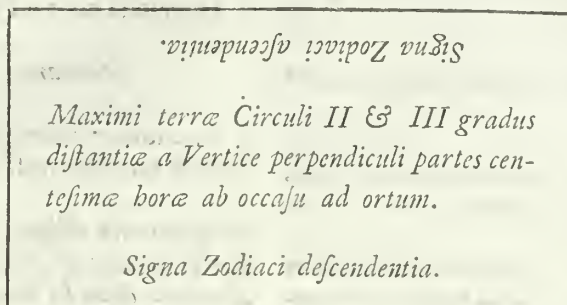 Signa Zodiaci aſcendentia.
Maximi terræ Circuli II & III gradus
diſtantiæ a Vertice perpendiculi partes cen-
teſimæ horæ ab occaſu ad ortum.
Signa Zodiaci deſcendentia.